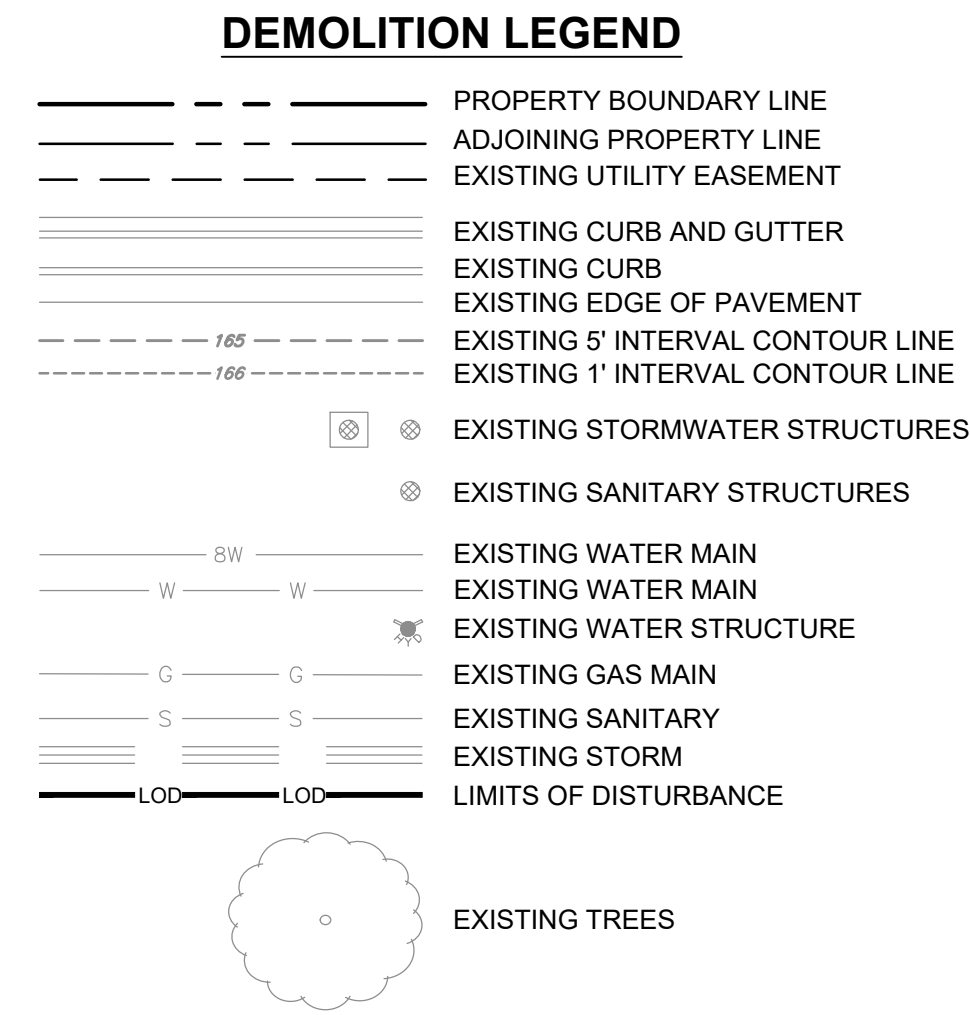 DEMOLITION LEGEND
PROPERTY BOUNDARY LINE
ADJOINING PROPERTY LINE
EXISTING UTILITY EASEMENT
EXISTING CURB AND GUTTER
EXISTING CURB
EXISTING EDGE OF PAVEMENT
165 EXISTING 5' INTERVAL CONTOUR LINE
166 EXISTING 1' INTERVAL CONTOUR LINE
EXISTING STORMWATER STRUCTURES
EXISTING SANITARY STRUCTURES
8W EXISTING WATER MAIN
W W EXISTING WATER MAIN
EXISTING WATER STRUCTURE
G G EXISTING GAS MAIN
S S EXISTING SANITARY
EXISTING STORM
LOD LOD LIMITS OF DISTURBANCE
EXISTING TREES